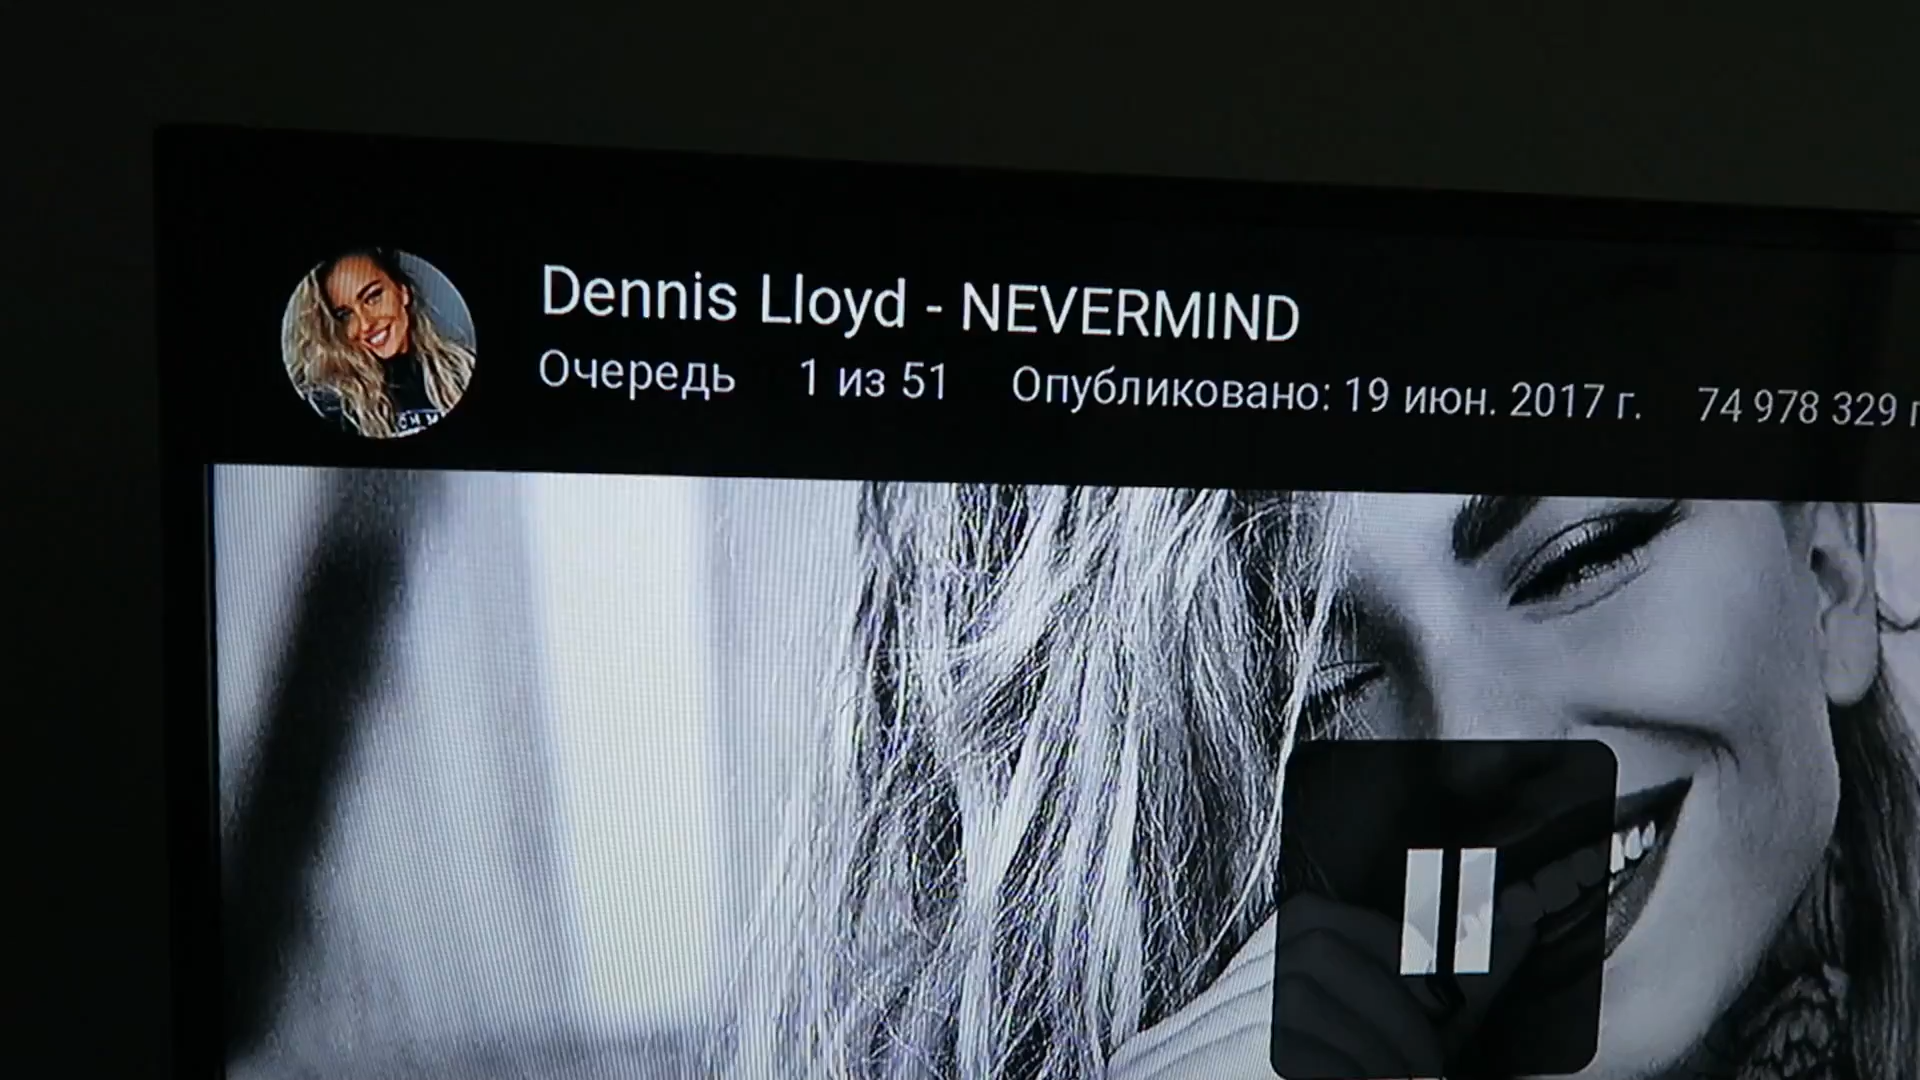 Dennis Lloyd - NEVERMIND
Очередь 1 из 51 Опубликовано: 19 июн. 2017 г. 74 978 329